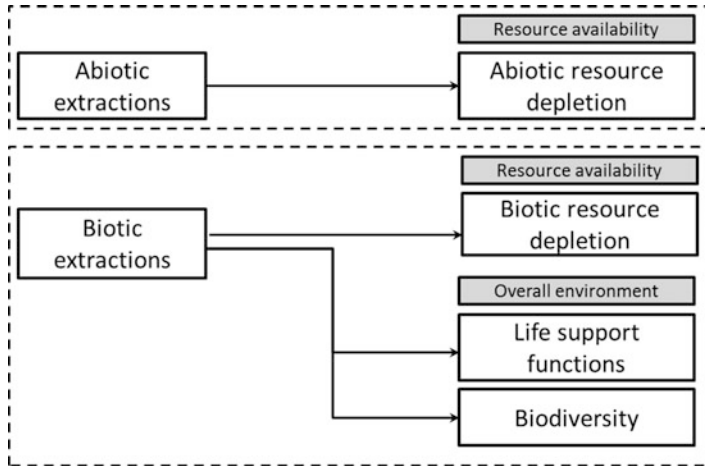 Resource availability
Abiotic
extractions
Abiotic resource
depletion
Resource availability
Biotic
extractions
Biotic resource
depletion
Overall environment
Life support
functions
Biodiversity